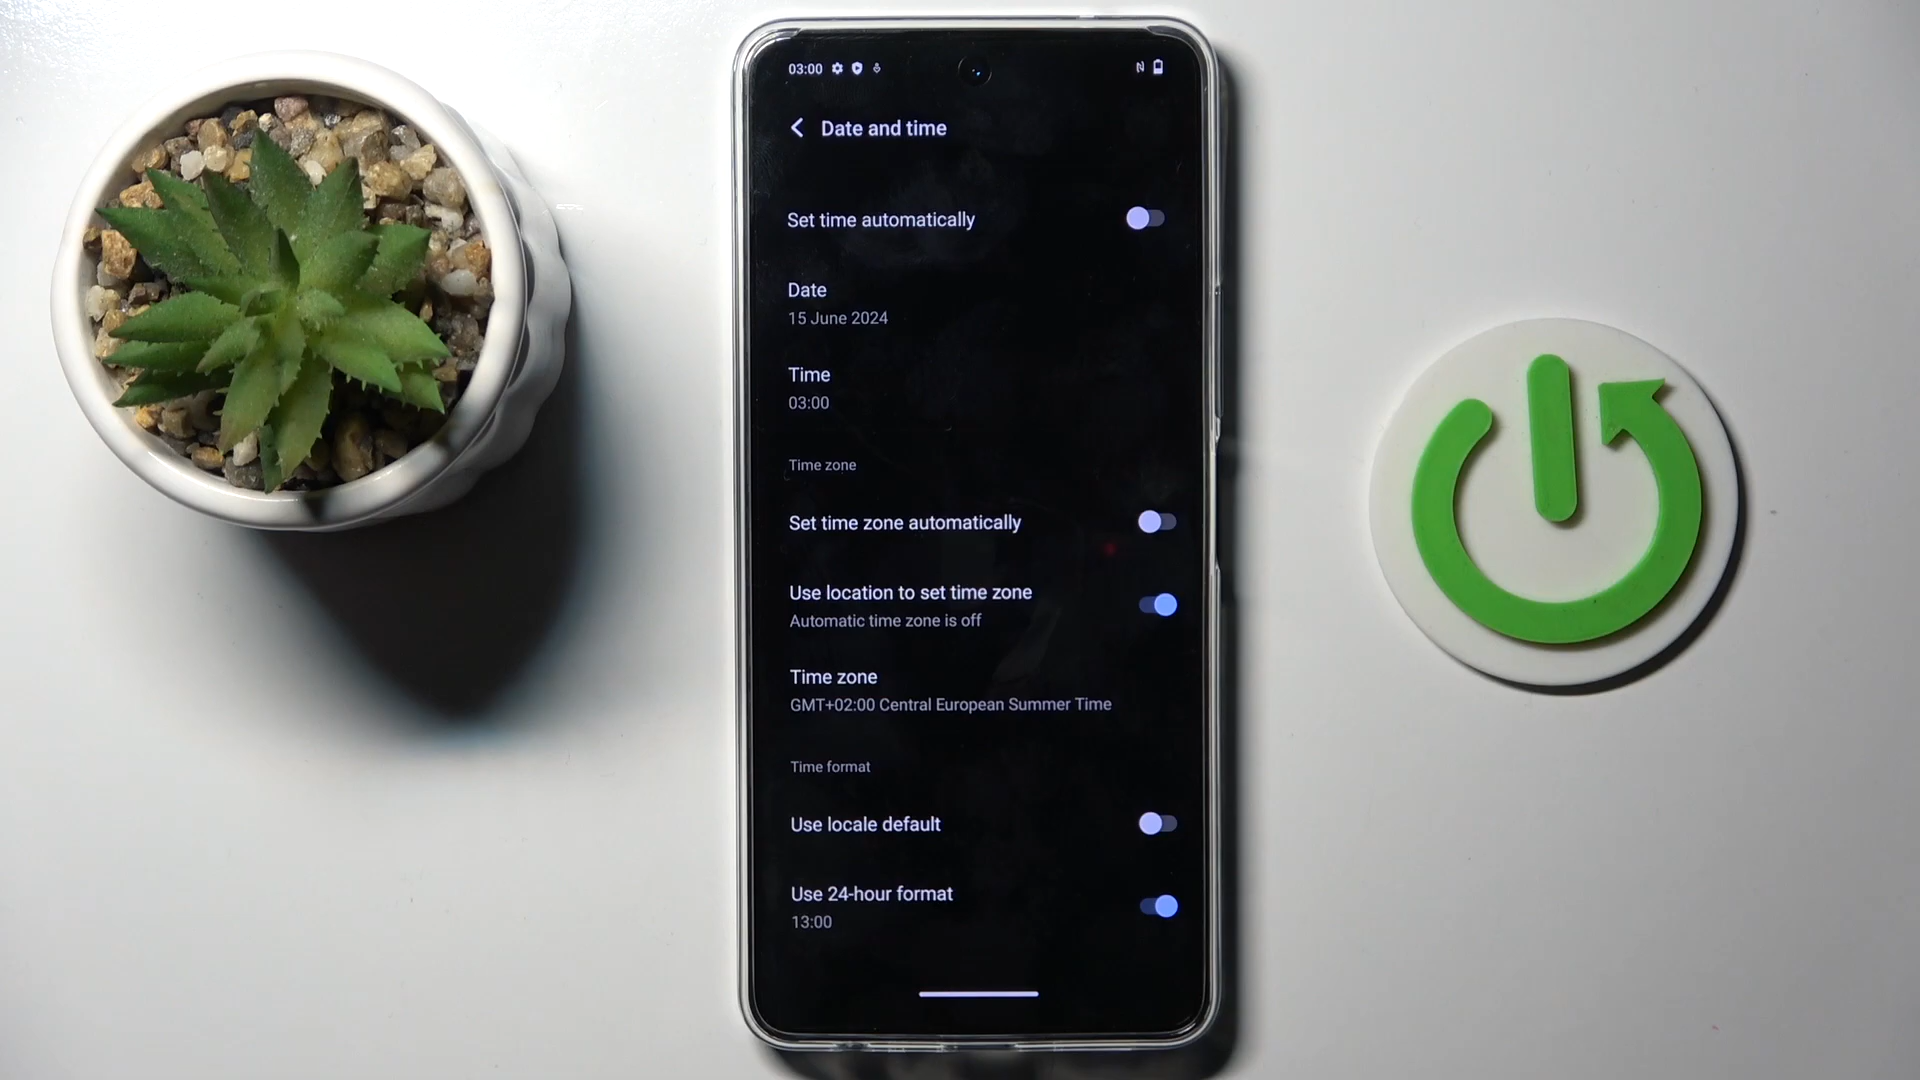 03:00
Date and time
Set time automatically
Date
15 June 2024
Time
03:00
Time zone
Set time zone automatically
Use location to set time zone
Automatic time zone is off
Time zone
GMT+02:00 Central European Summer Time
Time format
Use locale default
Use 24-hour format
13:00